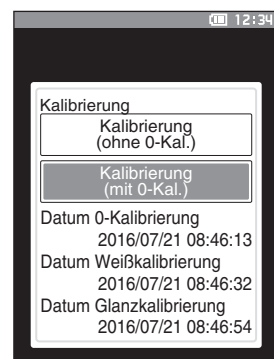 12:34
Kalibrierung
Kalibrierung
(ohne 0-Kal.)
Kalibrierung
(mit 0-Kal.)
Datum 0-Kalibrierung
2016/07/21 08:46:13
Datum Weißkalibrierung
2016/07/21 08:46:32
Datum Glanzkalibrierung
2016/07/21 08:46:54